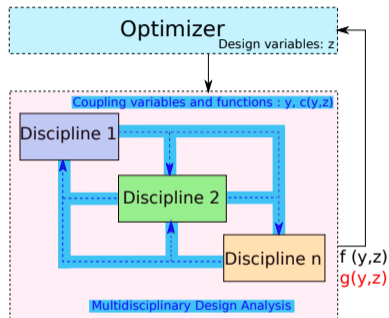 Optimizer
Design variables: z
Coupling variables and functions : y, c(y,z)
Discipline 1
Discipline 2
Discipline n
f (y,z)
g(y,z)
Multidisciplinary Design Analysis